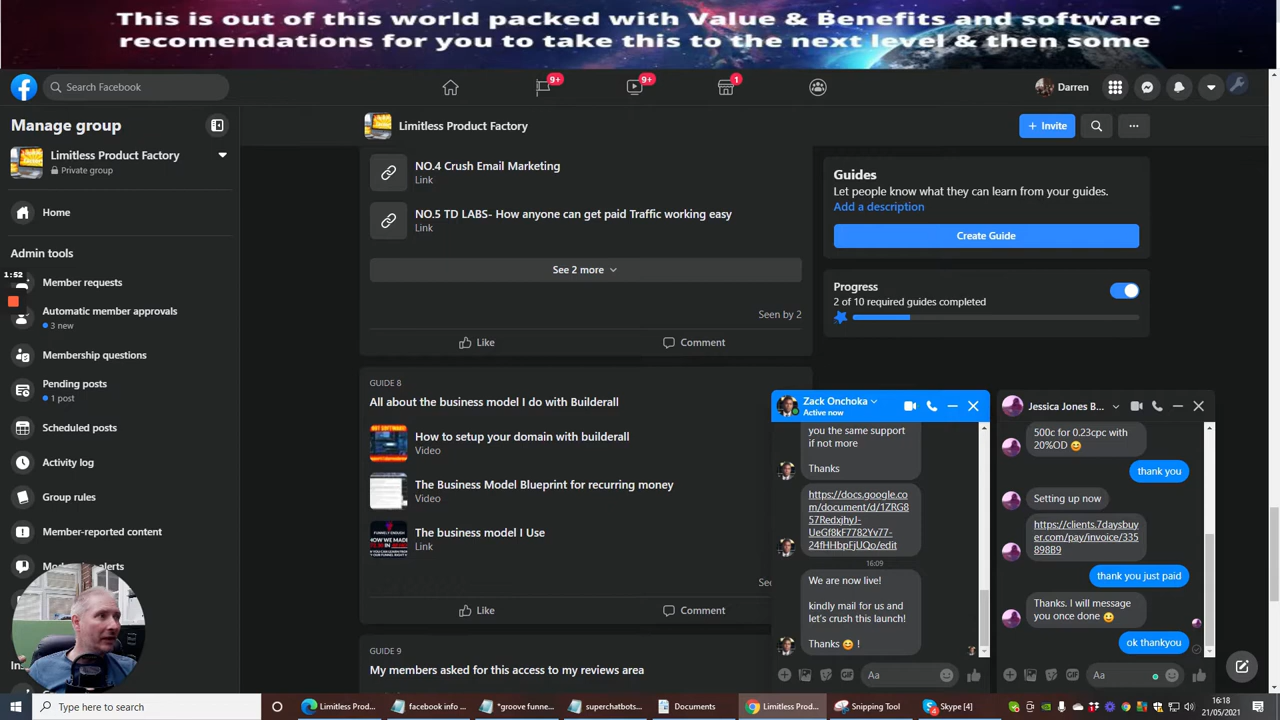 This is out of this world packed with Value & Benefits and software
recomendations for you to take this to the next level & then some
Search Facebook
9+
9+
1
Darren
Manage group
Limitless Product Factory
Private group
Home
Admin tools
1:52
Member requests
Automatic member approvals
3 new
Membership questions
Pending posts
1 post
Scheduled posts
Activity log
Group rules
Member-reported content
Limitless Product Factory
+ Invite
NO.4 Crush Email Marketing
Link
NO.5 TD LABS- How anyone can get paid Traffic working easy
Link
See 2 more
Seen by 2
Like
Comment
GUIDE 8
All about the business model I do with Builderall
How to setup your domain with builderall
Video
The Business Model Blueprint for recurring money
Video
The business model I Use
Link
Like
Comment
GUIDE 9
My members asked for this access to my reviews area
Guides
Let people know what they can learn from your guides.
Add a description
Create Guide
Progress
2 of 10 required guides completed
Zack Onchoka
Active now
you the same support
if not more
Thanks
https://docs.google.co
m/document/d/1ZRG8
57RedxjhyJ-
UeGf8kF7782Yv77-
24fHHbpFjUQo/edit
16:09
We are now live!
kindly mail for us and
let's crush this launch!
Thanks 😊 !
Aa
Jessica Jones B...
500c for 0.23cpc with
20%OD 😊
thank you
Setting up now
https://clients.7daysbuy
er.com/pay/invoice/335
89889
thank you just paid
Thanks. I will message
you once done 😊
ok thankyou
Aa
Type here to search
Limitless Prod...
facebook info ...
*groove funne...
superchatbots...
Documents
Limitless Prod...
Snipping Tool
Skype [4]
16:18
21/05/2021